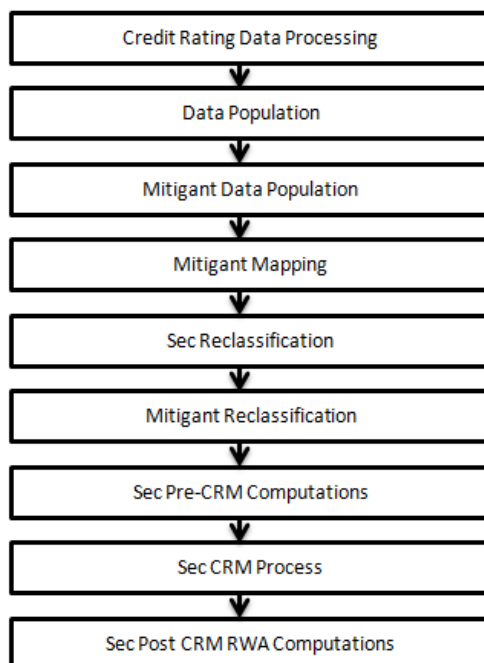 Credit Rating Data Processing
Data Population
Mitigant Data Population
Mitigant Mapping
Sec Reclassification
Mitigant Reclassification
Sec Pre-CRM Computations
Sec CRM Process
Sec Post CRM RWA Computations